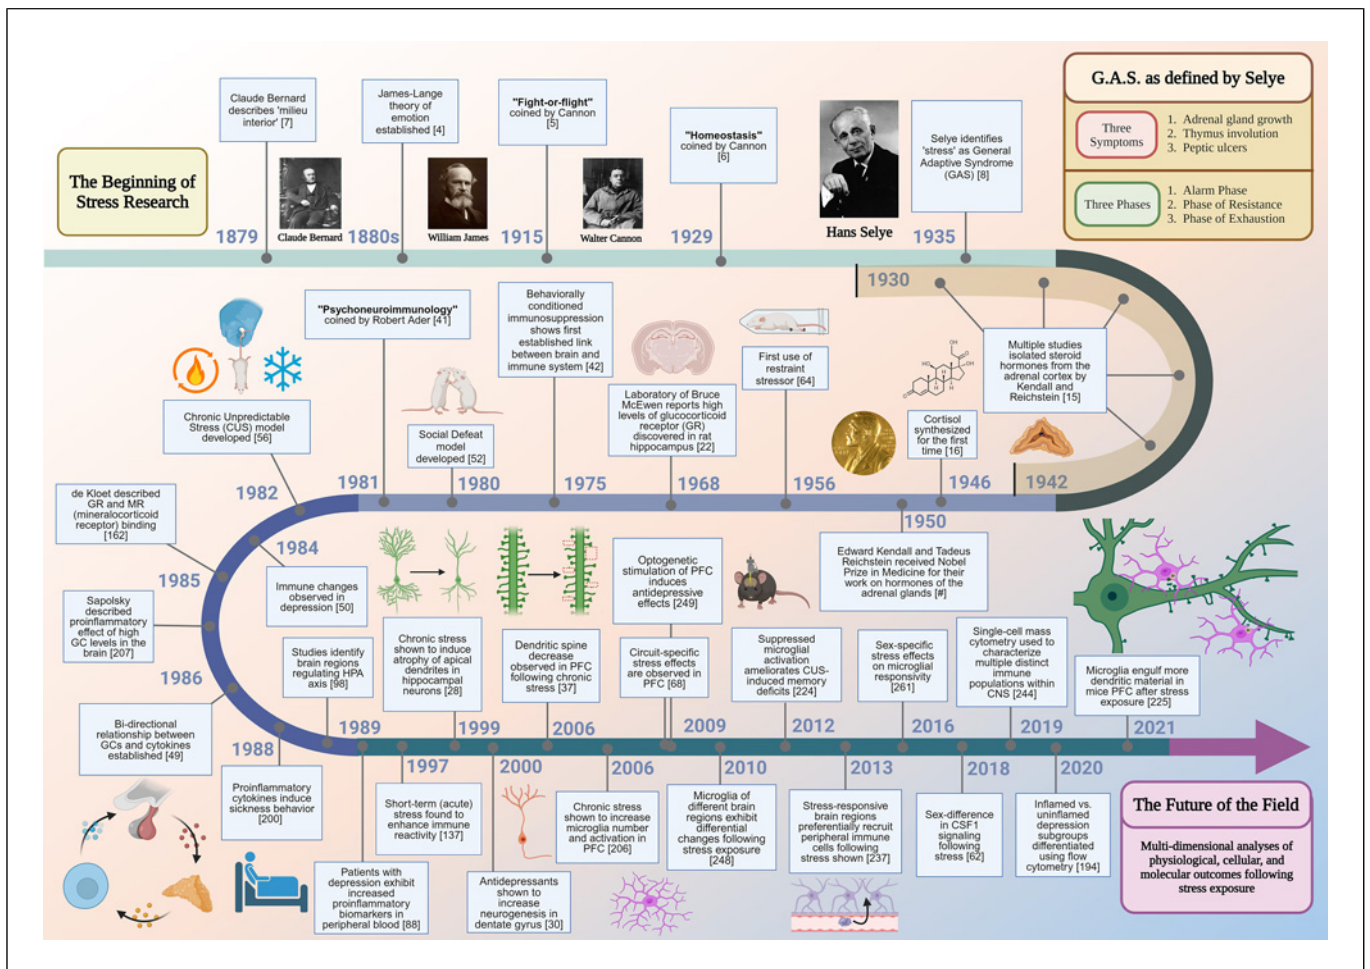 The Beginning of
Stress Research
Claude Bernard
describes 'milieu
interior' [7]
1879
Claude Bernard
James-Lange
theory of
emotion
established [4]
1880s
William James
"Fight-or-flight"
coined by Cannon
[5]
1915
Walter Cannon
"Homeostasis"
coined by Cannon
[6]
1929
Hans Selye
Selye identifies
'stress' as General
Adaptive Syndrome
(GAS) [8]
1935
G.A.S. as defined by Selye
Three
Symptoms
1. Adrenal gland growth
2. Thymus involution
3. Peptic ulcers
Three Phases
1. Alarm Phase
2. Phase of Resistance
3. Phase of Exhaustion
1930
Multiple studies
isolated steroid
hormones from the
adrenal cortex by
Kendall and
Reichstein [15]
1942
OH
O
HO
OH
H
H
H
O
Cortisol
synthesized
for the first
time [16]
1946
1950
Edward Kendall and Tadeus
Reichstein received Nobel
Prize in Medicine for their
work on hormones of the
adrenal glands [#]
First use of
restraint
stressor [64]
1956
Laboratory of Bruce
McEwen reports high
levels of glucocorticoid
receptor (GR)
discovered in rat
hippocampus [22]
1968
Behaviorally
conditioned
immunosuppression
shows first
established link
between brain and
immune system [42]
1975
Social Defeat
model
developed [52]
1980
"Psychoneuroimmunology"
coined by Robert Ader [41]
1981
Chronic Unpredictable
Stress (CUS) model
developed [56]
1982
Immune changes
observed in
depression [50]
1984
de Kloet described
GR and MR
(mineralocorticoid
receptor) binding
[162]
1985
Sapolsky
described
proinflammatory
effect of high
GC levels in the
brain [207]
1986
Bi-directional
relationship between
GCs and cytokines
established [49]
1988
Proinflammatory
cytokines induce
sickness behavior
[200]
Studies identify
brain regions
regulating HPA
axis [98]
1989
Patients with
depression exhibit
increased
proinflammatory
biomarkers in
peripheral blood [88]
1997
Short-term (acute)
stress found to
enhance immune
reactivity [137]
Chronic stress
shown to induce
atrophy of apical
dendrites in
hippocampal
neurons [28]
1999
2000
Antidepressants
shown to
increase
neurogenesis in
dentate gyrus [30]
Dendritic spine
decrease
observed in PFC
following chronic
stress [37]
2006
2006
Chronic stress
shown to increase
microglia number
and activation in
PFC [206]
Optogenetic
stimulation of PFC
induces
antidepressive
effects [249]
Circuit-specific
stress effects
are observed in
PFC [68]
2009
2010
Microglia of
different brain
regions exhibit
differential
changes following
stress exposure
[248]
Suppressed
microglial
activation
ameliorates CUS-
induced memory
deficits [224]
2012
2013
Stress-responsive
brain regions
preferentially recruit
peripheral immune
cells following
stress shown [237]
Sex-specific
stress effects
on microglial
responsivity
[261]
2016
2018
Sex-difference
in CSF1
signaling
following
stress [62]
Single-cell mass
cytometry used to
characterize
multiple distinct
immune
populations within
CNS [244]
2019
2020
Inflamed vs.
uninflamed
depression
subgroups
differentiated
using flow
cytometry [194]
Microglia engulf more
dendritic material in
mice PFC after stress
exposure [225]
2021
The Future of the Field
Multi-dimensional analyses of
physiological, cellular, and
molecular outcomes following
stress exposure